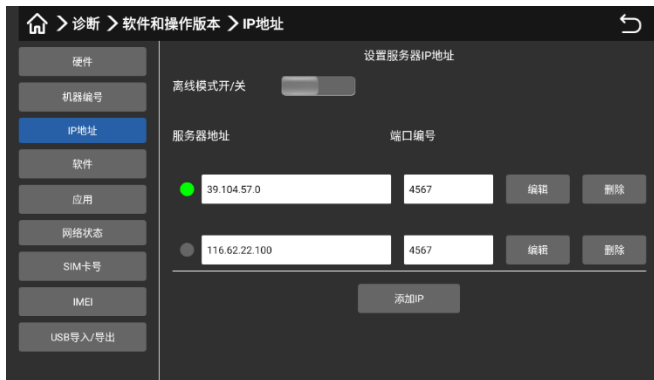 诊断 软件和操作版本 IP地址
硬件
机器编号
IP地址
软件
应用
网络状态
SIM卡号
IMEI
USB导入/导出
设置服务器IP地址
离线模式开/关
服务器地址 端口编号
39.104.57.0 4567 编辑 删除
116.62.22.100 4567 编辑 删除
添加IP